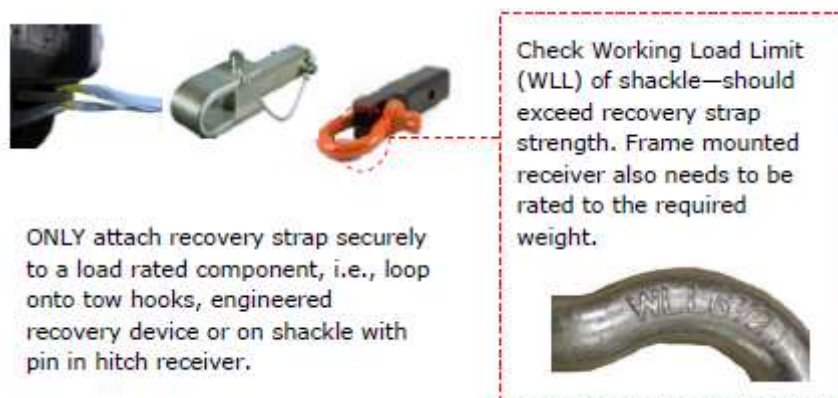 ONLY attach recovery strap securely
to a load rated component, i.e., loop
onto tow hooks, engineered
recovery device or on shackle with
pin in hitch receiver.
Check Working Load Limit
(WLL) of shackle—should
exceed recovery strap
strength. Frame mounted
receiver also needs to be
rated to the required
weight.
WLL